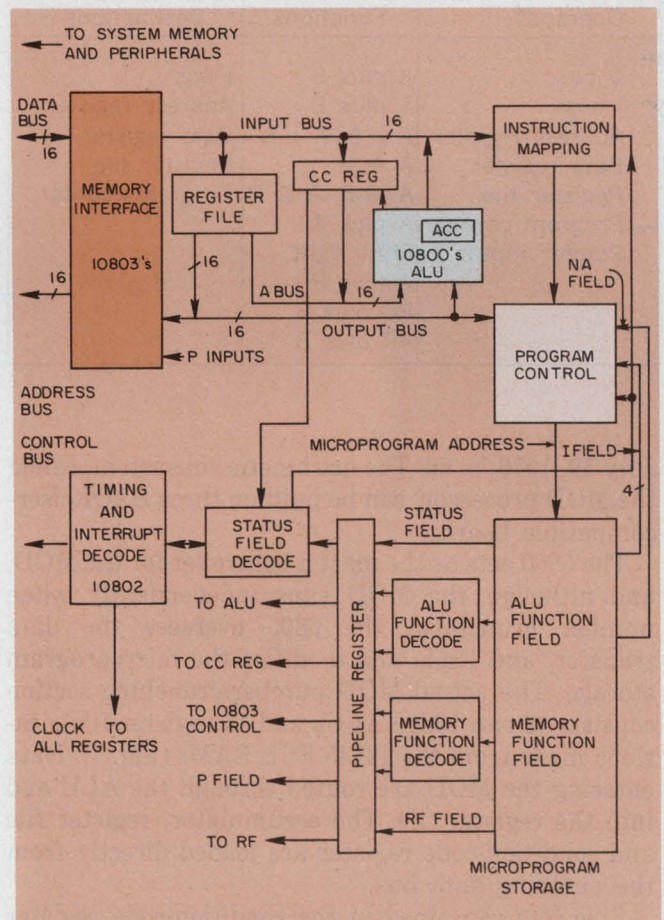 TO SYSTEM MEMORY
AND PERIPHERALS
DATA
BUS
16
INPUT BUS
16
INSTRUCTION
MAPPING
MEMORY
INTERFACE
10803's
REGISTER
FILE
CC REG
ACC
10800's
ALU
16
16
A BUS
16
NA
FIELD
16
OUTPUT BUS
P INPUTS
PROGRAM
CONTROL
ADDRESS
BUS
CONTROL
BUS
MICROPROGRAM ADDRESS
I FIELD
4
TIMING
AND
INTERRUPT
DECODE
10802
STATUS
FIELD
DECODE
STATUS
FIELD
PIPELINE REGISTER
TO ALU
ALU
FUNCTION
DECODE
ALU
FUNCTION
FIELD
TO CC REG
TO 10803
CONTROL
MEMORY
FUNCTION
DECODE
MEMORY
FUNCTION
FIELD
CLOCK TO
ALL REGISTERS
P FIELD
RF FIELD
TO RF
MICROPROGRAM
STORAGE